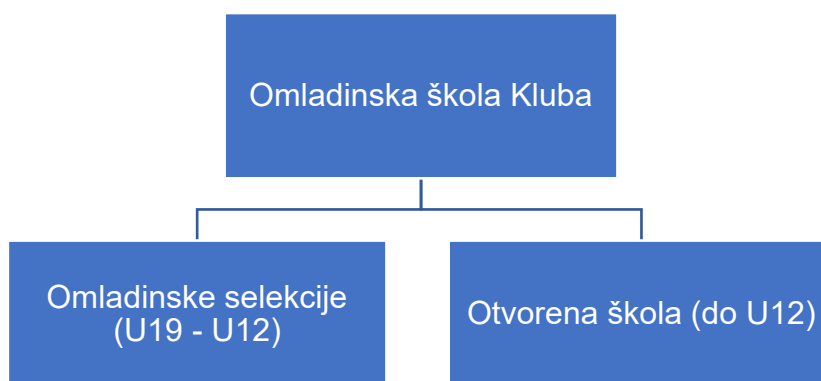 Omladinska škola Kluba
Omladinske selekcije
(U19 - U12)
Otvorena škola (do U12)